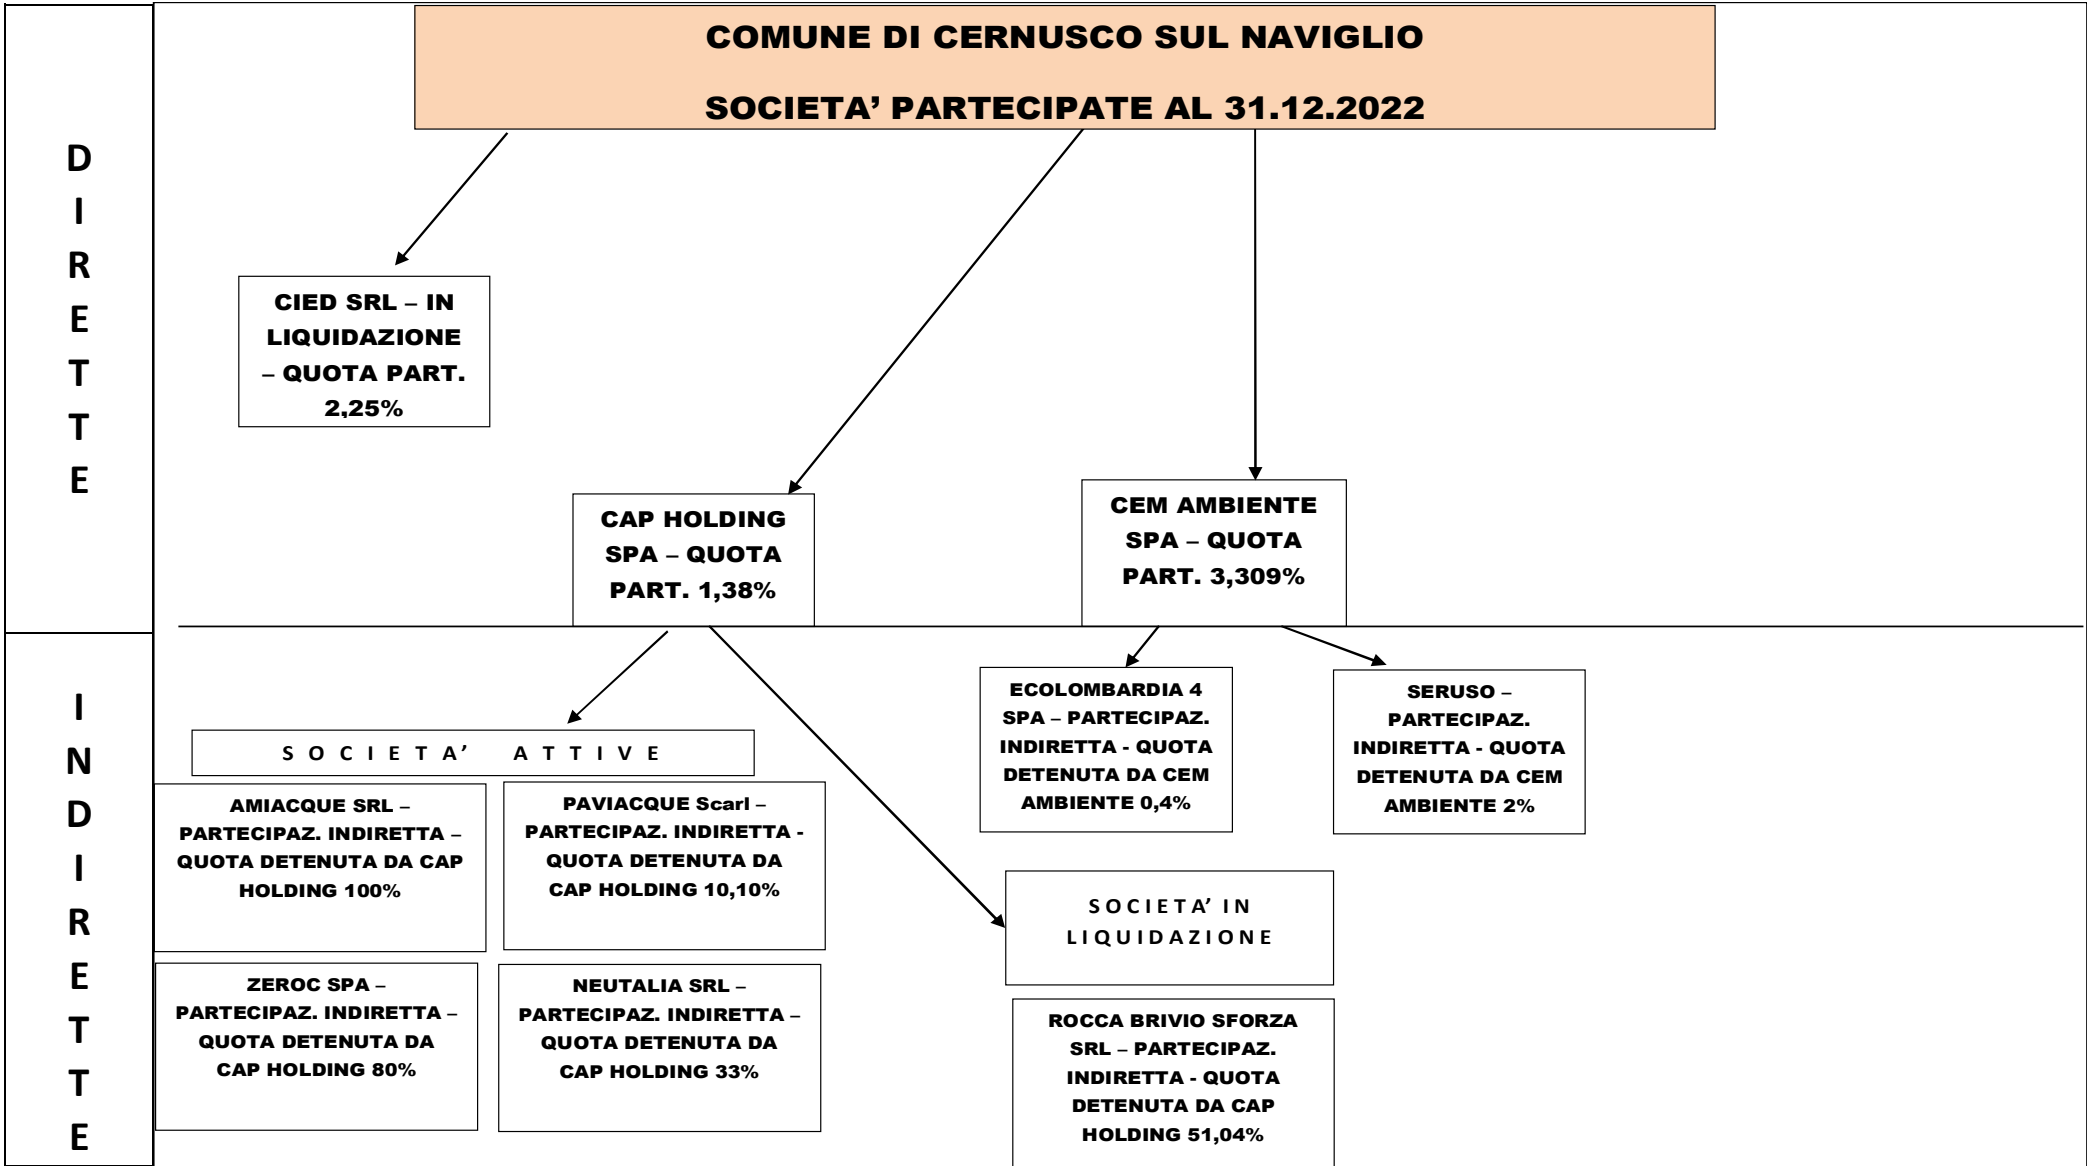 COMUNE DI CERNUSCO SUL NAVIGLIO
SOCIETA’ PARTECIPATE AL 31.12.2022
D
I
R
E
T
T
E
CIED SRL – IN
LIQUIDAZIONE
– QUOTA PART.
2,25%
CAP HOLDING
SPA – QUOTA
PART. 1,38%
CEM AMBIENTE
SPA – QUOTA
PART. 3,309%
I
N
D
I
R
E
T
T
E
SOCIETA’ ATTIVE
AMIACQUE SRL –
PARTECIPAZ. INDIRETTA –
QUOTA DETENUTA DA CAP
HOLDING 100%
PAVIACQUE Scarl –
PARTECIPAZ. INDIRETTA -
QUOTA DETENUTA DA
CAP HOLDING 10,10%
ZEROC SPA –
PARTECIPAZ. INDIRETTA –
QUOTA DETENUTA DA
CAP HOLDING 80%
NEUTALIA SRL –
PARTECIPAZ. INDIRETTA –
QUOTA DETENUTA DA
CAP HOLDING 33%
ECOLOMBARDIA 4
SPA – PARTECIPAZ.
INDIRETTA - QUOTA
DETENUTA DA CEM
AMBIENTE 0,4%
SERUSO –
PARTECIPAZ.
INDIRETTA - QUOTA
DETENUTA DA CEM
AMBIENTE 2%
SOCIETA’ IN
LIQUIDAZIONE
ROCCA BRIVIO SFORZA
SRL – PARTECIPAZ.
INDIRETTA - QUOTA
DETENUTA DA CAP
HOLDING 51,04%